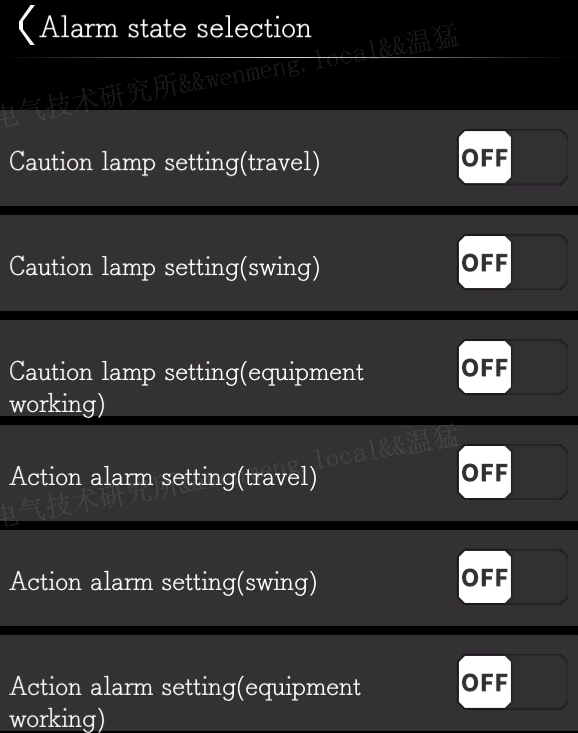 Alarm state selection
电气技术研究所&&wenmeng.local&&温猛
Caution lamp setting(travel)
OFF
Caution lamp setting(swing)
OFF
Caution lamp setting(equipment
working)
OFF
Action alarm setting(travel)
OFF
电气技术研究所&&wenmeng.local&&温猛
Action alarm setting(swing)
OFF
Action alarm setting(equipment
working)
OFF